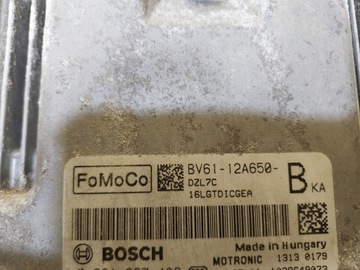 FoMoCo
BV61-12A650-
DZL7C
16LGTDICGEA
B KA
Made in Hungary
BOSCH
MOTRONIC 1313 0179